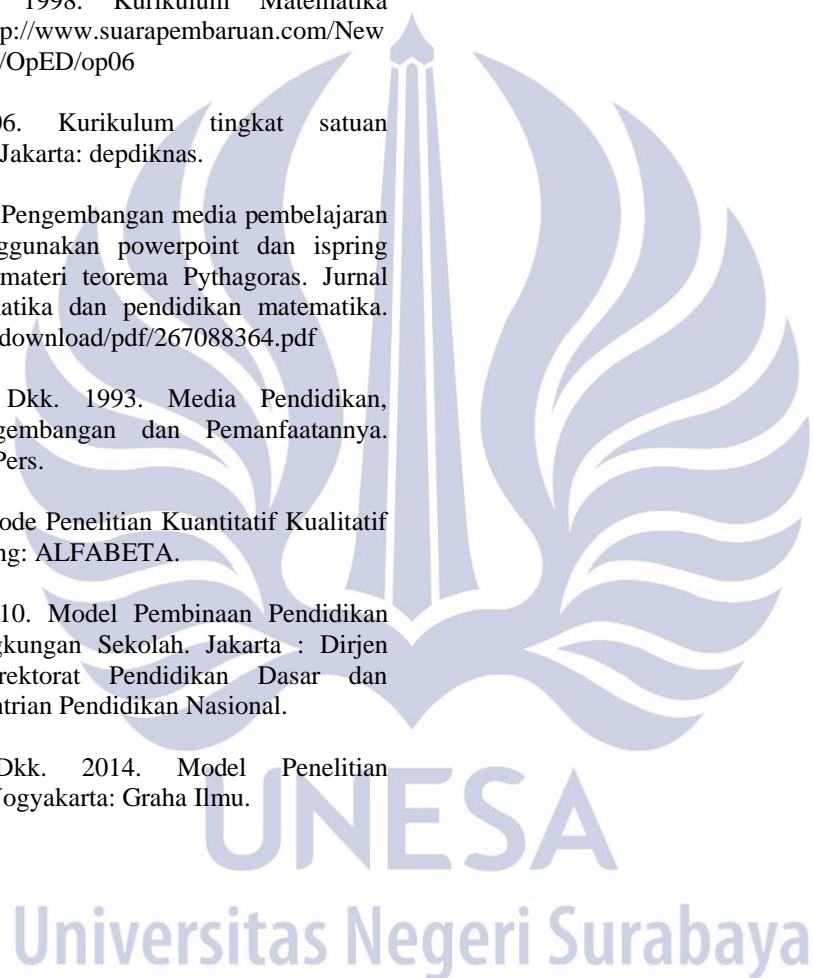 1998. Kurikulum Matematika
p://www.suarapembaruan.com/New
/OpED/op06
06. Kurikulum tingkat satuan
Jakarta: depdiknas.
Pengembangan media pembelajaran
ggunakan powerpoint dan ispring
materi teorema Pythagoras. Jurnal
atika dan pendidikan matematika.
download/pdf/267088364.pdf
Dkk. 1993. Media Pendidikan,
gembangan dan Pemanfaatannya.
Pers.
ode Penelitian Kuantitatif Kualitatif
ng: ALFABETA.
10. Model Pembinaan Pendidikan
gkungan Sekolah. Jakarta : Dirjen
rektorat Pendidikan Dasar dan
ntrian Pendidikan Nasional.
Dkk. 2014. Model Penelitian
Yogyakarta: Graha Ilmu.
UNESA
Universitas Negeri Surabaya